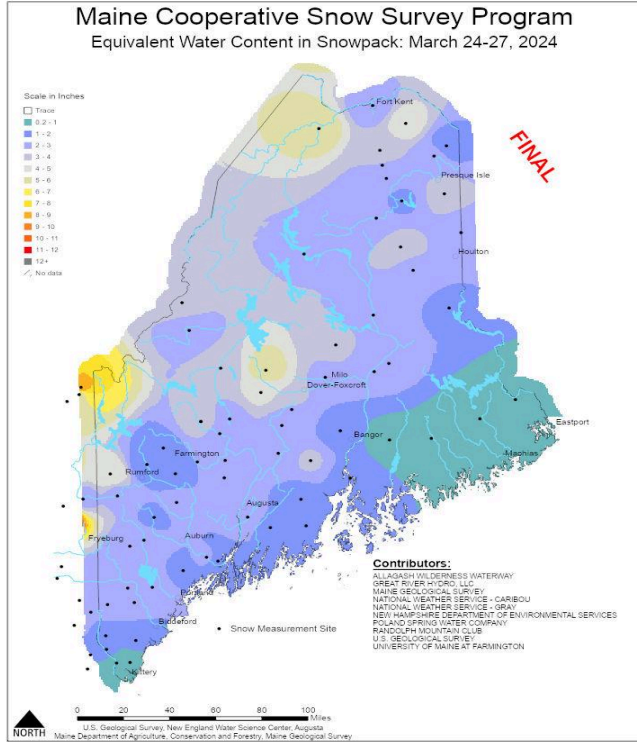 Maine Cooperative Snow Survey Program
Equivalent Water Content in Snowpack: March 24-27, 2024
Scale in Inches
Trace
0.2 - 1
1 - 2
2 - 3
3 - 4
4 - 5
5 - 6
6 - 7
7 - 8
8 - 9
9 - 10
10 - 11
11 - 12
12+
No data
FINAL
Fort Kent
Presque Isle
Houlton
Milo
Dover-Foxcroft
Eastport
Bangor
Machias
Farmington
Rumford
Augusta
Auburn
Fryeburg
Portland
Biddeford
Kittery
Snow Measurement Site
Contributors:
ALLAGASH WILDERNESS WATERWAY
GREAT RIVER HYDRO, LLC
MAINE GEOLOGICAL SURVEY
NATIONAL WEATHER SERVICE - CARIBOU
NATIONAL WEATHER SERVICE - GRAY
NEW HAMPSHIRE DEPARTMENT OF ENVIRONMENTAL SERVICES
POLAND SPRING WATER COMPANY
RANDOLPH MOUNTAIN CLUB
U.S. GEOLOGICAL SURVEY
UNIVERSITY OF MAINE AT FARMINGTON
0 20 40 60 80 100
Miles
NORTH
U.S. Geological Survey, New England Water Science Center, Augusta
Maine Department of Agriculture, Conservation and Forestry, Maine Geological Survey